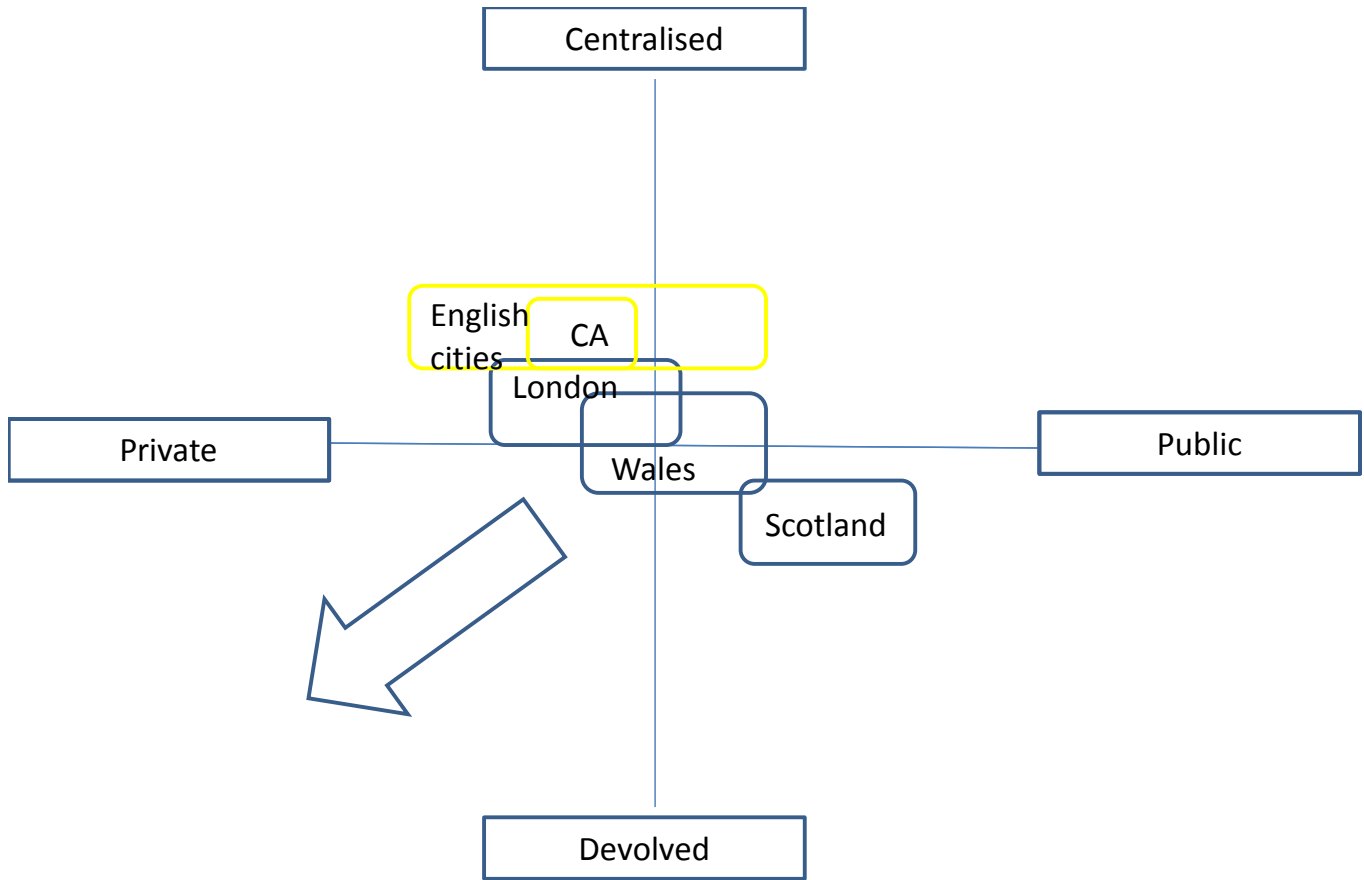 Centralised
English
cities
CA
London
Private
Public
Wales
Scotland
Devolved